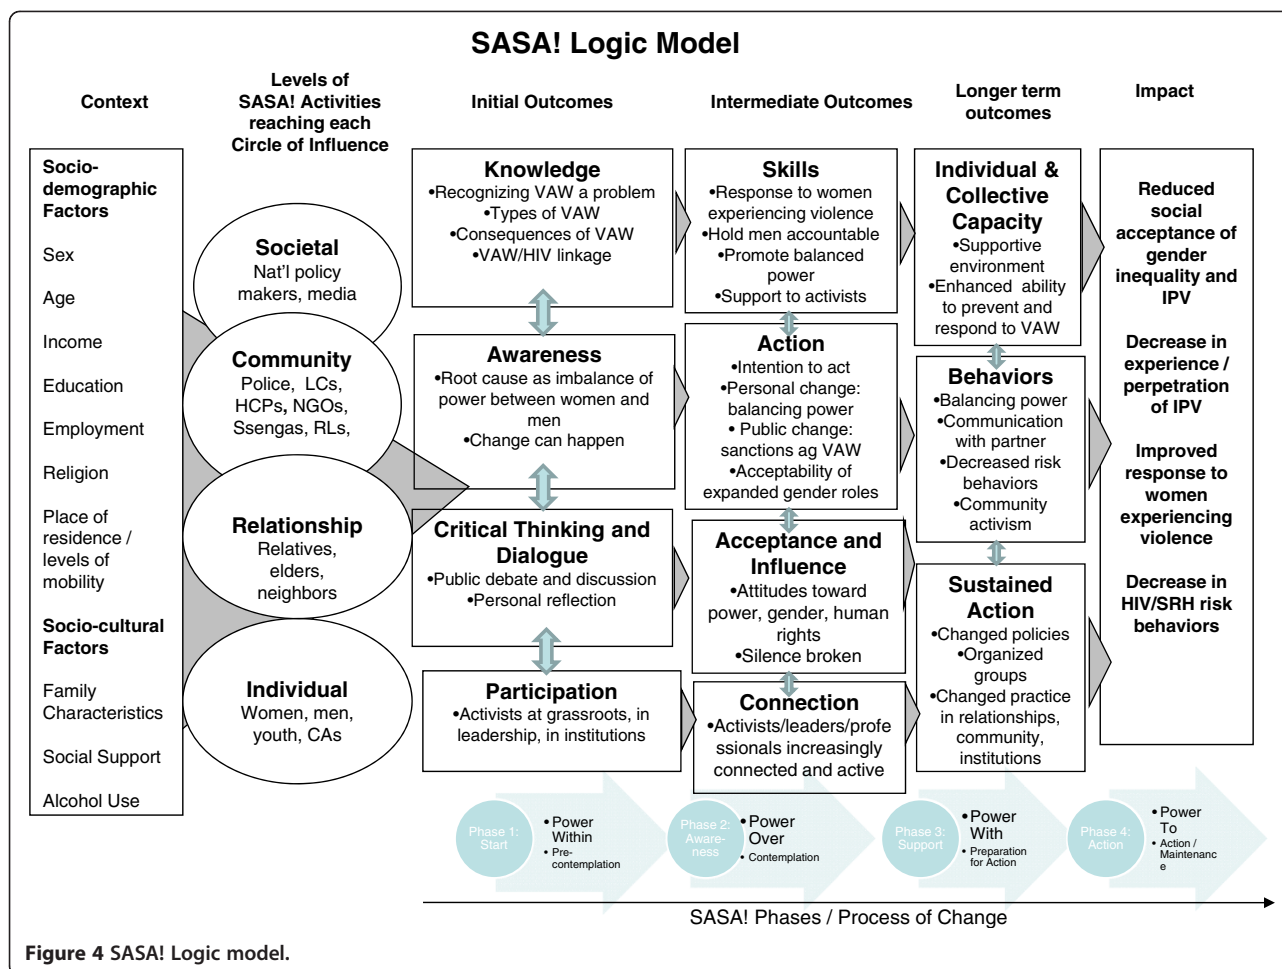 SASA! Logic Model
Context
Levels of
SASA! Activities
reaching each
Circle of Influence
Initial Outcomes
Intermediate Outcomes
Longer term
outcomes
Impact
Socio-
demographic
Factors
Sex
Age
Income
Education
Employment
Religion
Place of
residence /
levels of
mobility
Socio-cultural
Factors
Family
Characteristics
Social Support
Alcohol Use
Societal
Nat'l policy
makers, media
Community
Police, LCs,
HCPs, NGOs,
Ssengas, RLs,
Relationship
Relatives,
elders,
neighbors
Individual
Women, men,
youth, CAs
Knowledge
•Recognizing VAW a problem
•Types of VAW
•Consequences of VAW
•VAW/HIV linkage
Awareness
•Root cause as imbalance of
power between women and
men
•Change can happen
Critical Thinking and
Dialogue
•Public debate and discussion
•Personal reflection
Participation
•Activists at grassroots, in
leadership, in institutions
Skills
•Response to women
experiencing violence
•Hold men accountable
•Promote balanced
power
•Support to activists
Action
•Intention to act
•Personal change:
balancing power
• Public change:
sanctions ag VAW
•Acceptability of
expanded gender roles
Acceptance and
Influence
•Attitudes toward
power, gender, human
rights
•Silence broken
Connection
•Activists/leaders/profe
ssionals increasingly
connected and active
Individual &
Collective
Capacity
•Supportive
environment
•Enhanced ability
to prevent and
respond to VAW
Behaviors
•Balancing power
•Communication
with partner
•Decreased risk
behaviors
•Community
activism
Sustained
Action
•Changed policies
•Organized
groups
•Changed practice
in relationships,
community,
institutions
Reduced
social
acceptance of
gender
inequality and
IPV
Decrease in
experience /
perpetration
of IPV
Improved
response to
women
experiencing
violence
Decrease in
HIV/SRH risk
behaviors
Phase 1:
Start
• Power
Within
• Pre-
contemplation
Phase 2:
Aware-
ness
• Power
Over
• Contemplation
Phase 3:
Support
• Power
With
• Preparation
for Action
Phase 4:
Action
• Power
To
• Action /
Maintenanc
e
SASA! Phases / Process of Change
Figure 4 SASA! Logic model.